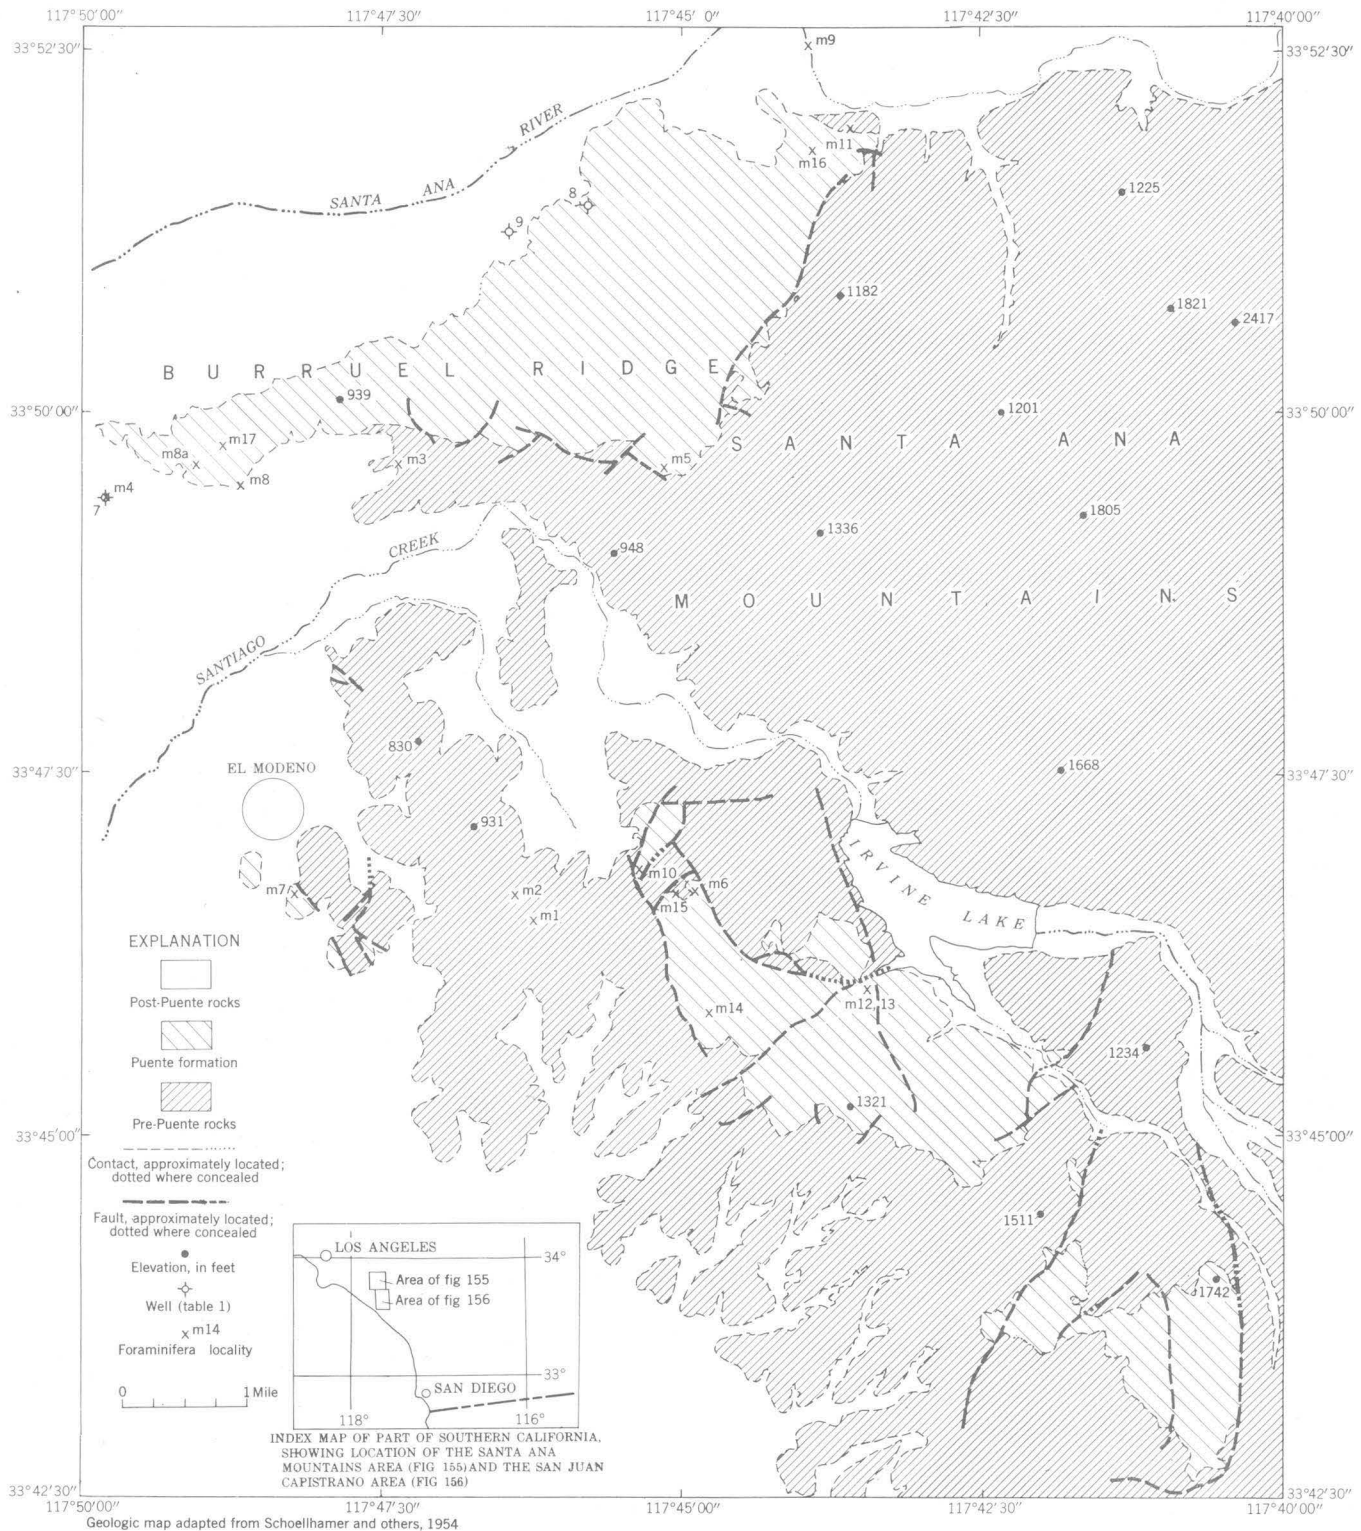 117°50'00"
117°47'30"
117°45' 0"
117°42'30"
117°40'00"
33°52'30"
m9
33°52'30"
RIVER
m11
m16
ANA
SANTA
8
1225
9
1182
1821
2417
BURRUEL RIDGE
939
33°50'00"
1201
33°50'00"
m17
SANTA ANA
m8a
m3
m5
m8
m4
7
1805
1336
CREEK
948
MOUNTAINS
SANTIAGO
830
EL MODENO
33°47'30"
1668
33°47'30"
931
IRVINE LAKE
m10
m6
m7
m2
m15
m1
EXPLANATION
Post-Puente rocks
m12, 13
m14
Puente formation
1234
1321
Pre-Puente rocks
33°45'00"
33°45'00"
Contact, approximately located;
dotted where concealed
Fault, approximately located;
dotted where concealed
1511
Elevation, in feet
LOS ANGELES
34°
Area of fig 155
Area of fig 156
1742
Well (table 1)
m14
Foraminifera locality
33°
0
1 Mile
SAN DIEGO
118°
116°
INDEX MAP OF PART OF SOUTHERN CALIFORNIA,
SHOWING LOCATION OF THE SANTA ANA
MOUNTAINS AREA (FIG 155) AND THE SAN JUAN
CAPISTRANO AREA (FIG 156)
33°42'30"
33°42'30"
117°50'00"
117°47'30"
117°45'00"
117°42'30"
117°40'00"
Geologic map adapted from Schoellhamer and others, 1954